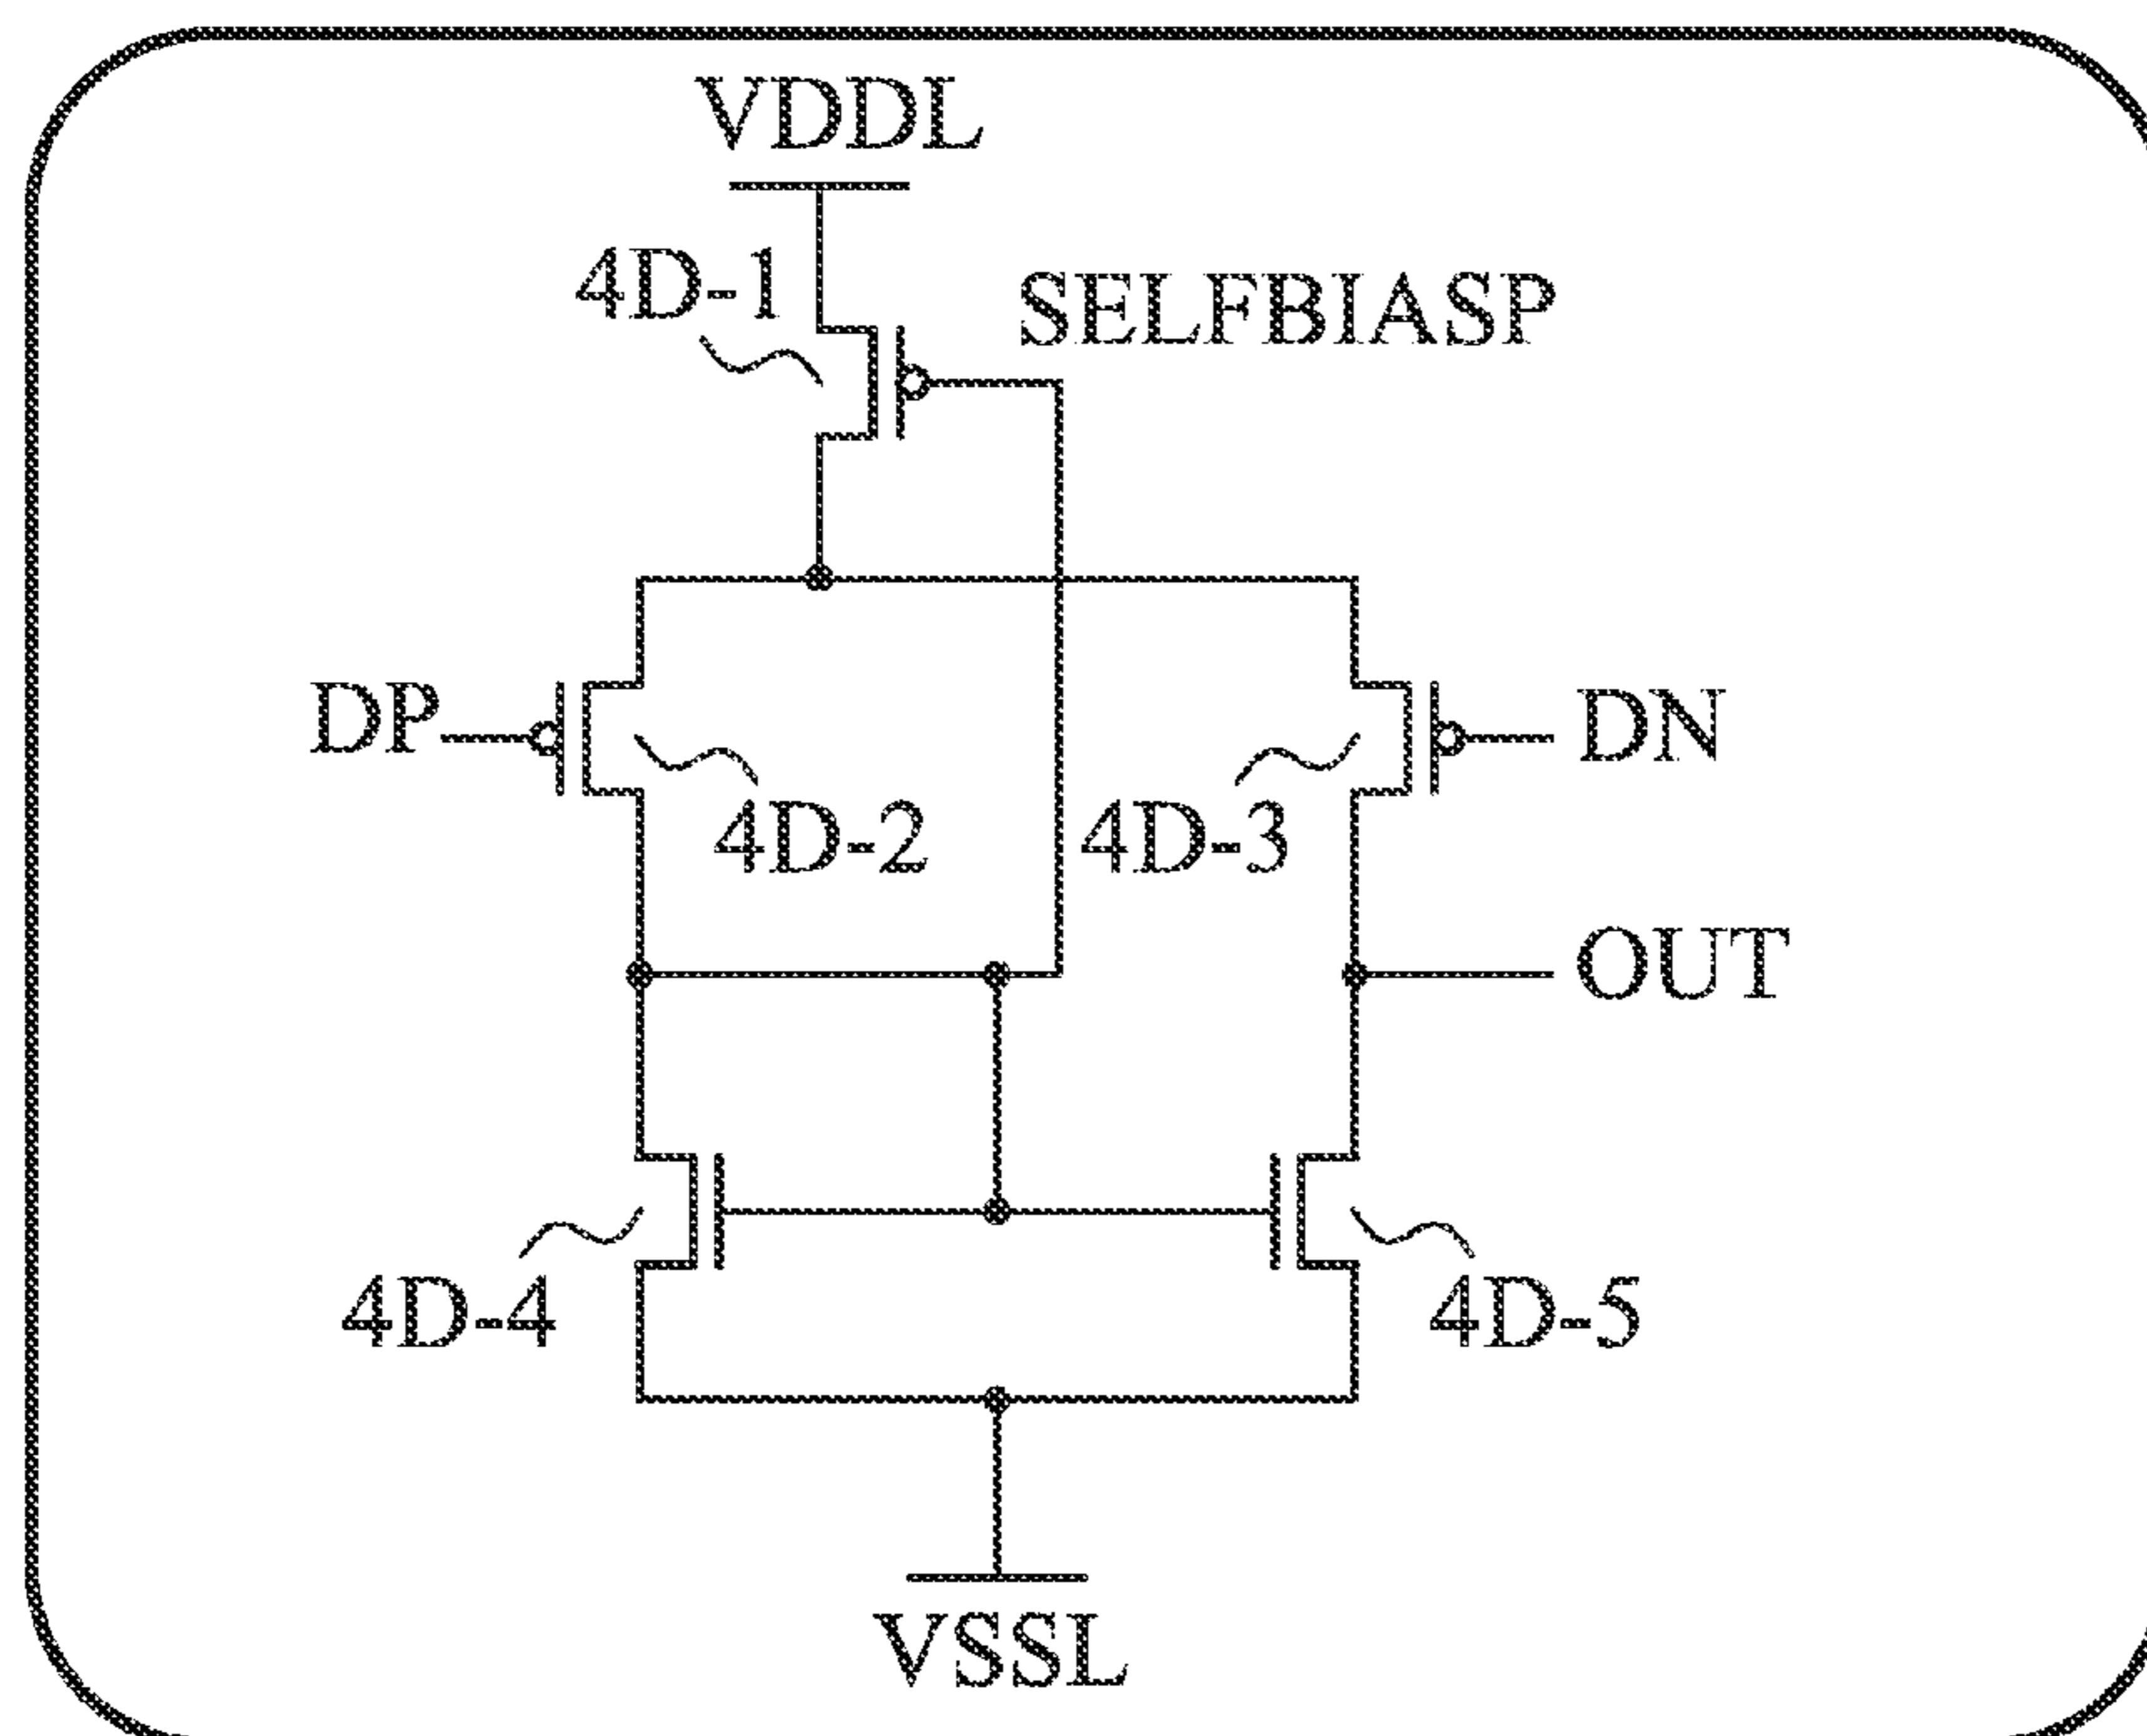 VDDL
4D-1
SELFBIASP
DP
DN
4D-2
4D-3
OUT
4D-4
4D-5
VSSL